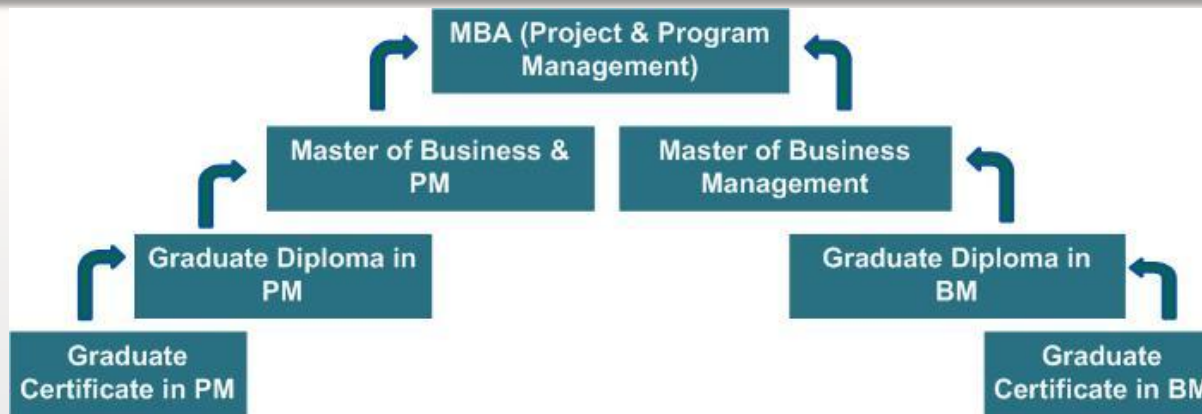 MBA (Project & Program
Management)
Master of Business &
PM
Master of Business
Management
Graduate Diploma in
PM
Graduate Diploma in
BM
Graduate
Certificate in PM
Graduate
Certificate in BM